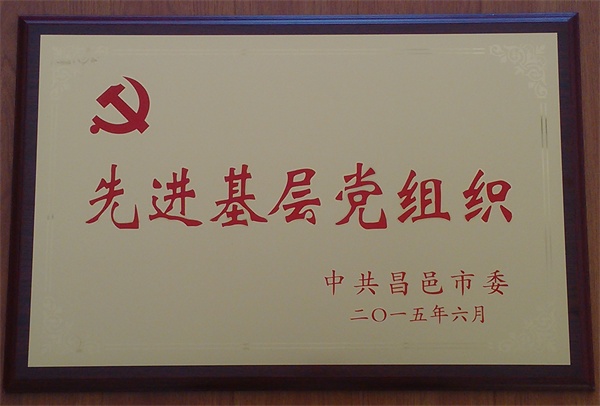 先进基层党组织
中共昌邑市委
二〇一五年六月